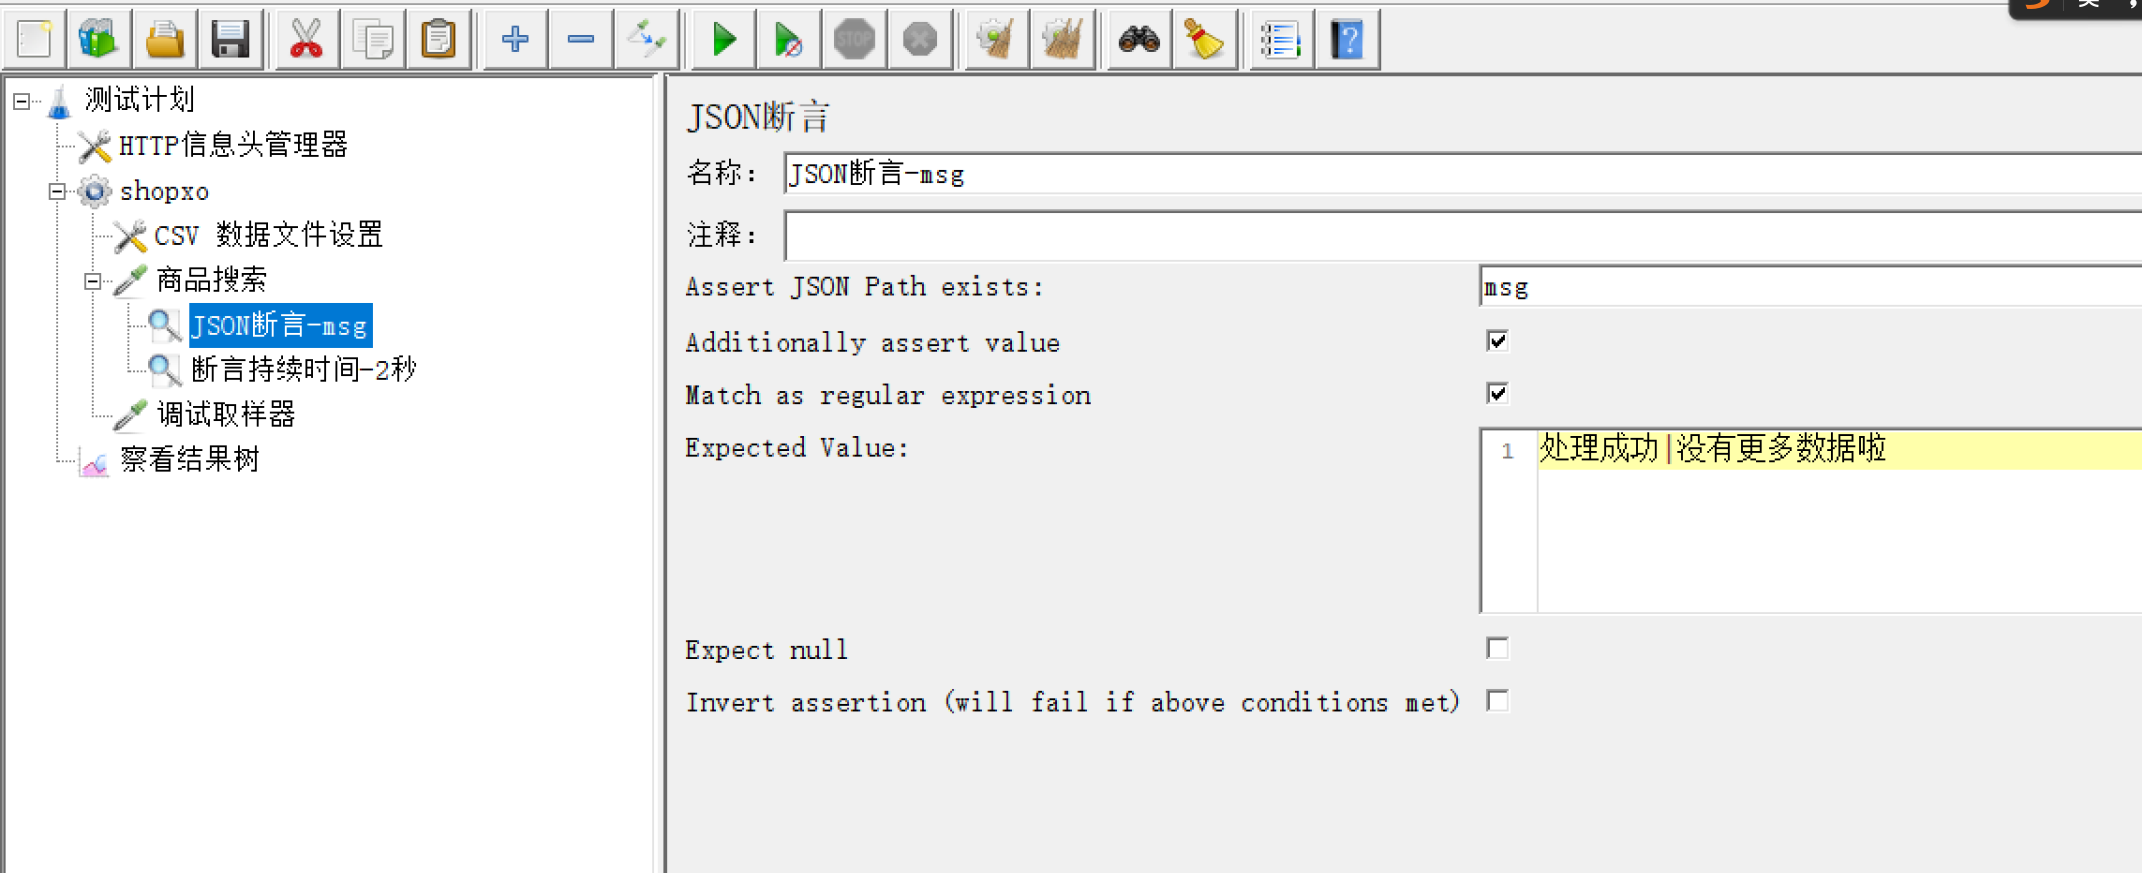 英
STOP
测试计划
HTTP信息头管理器
shopxo
CSV 数据文件设置
商品搜索
JSON断言-msg
断言持续时间-2秒
调试取样器
察看结果树
JSON断言
名称： JSON断言-msg
注释：
Assert JSON Path exists: msg
Additionally assert value
Match as regular expression
Expected Value: 1 处理成功|没有更多数据啦
Expect null
Invert assertion (will fail if above conditions met)